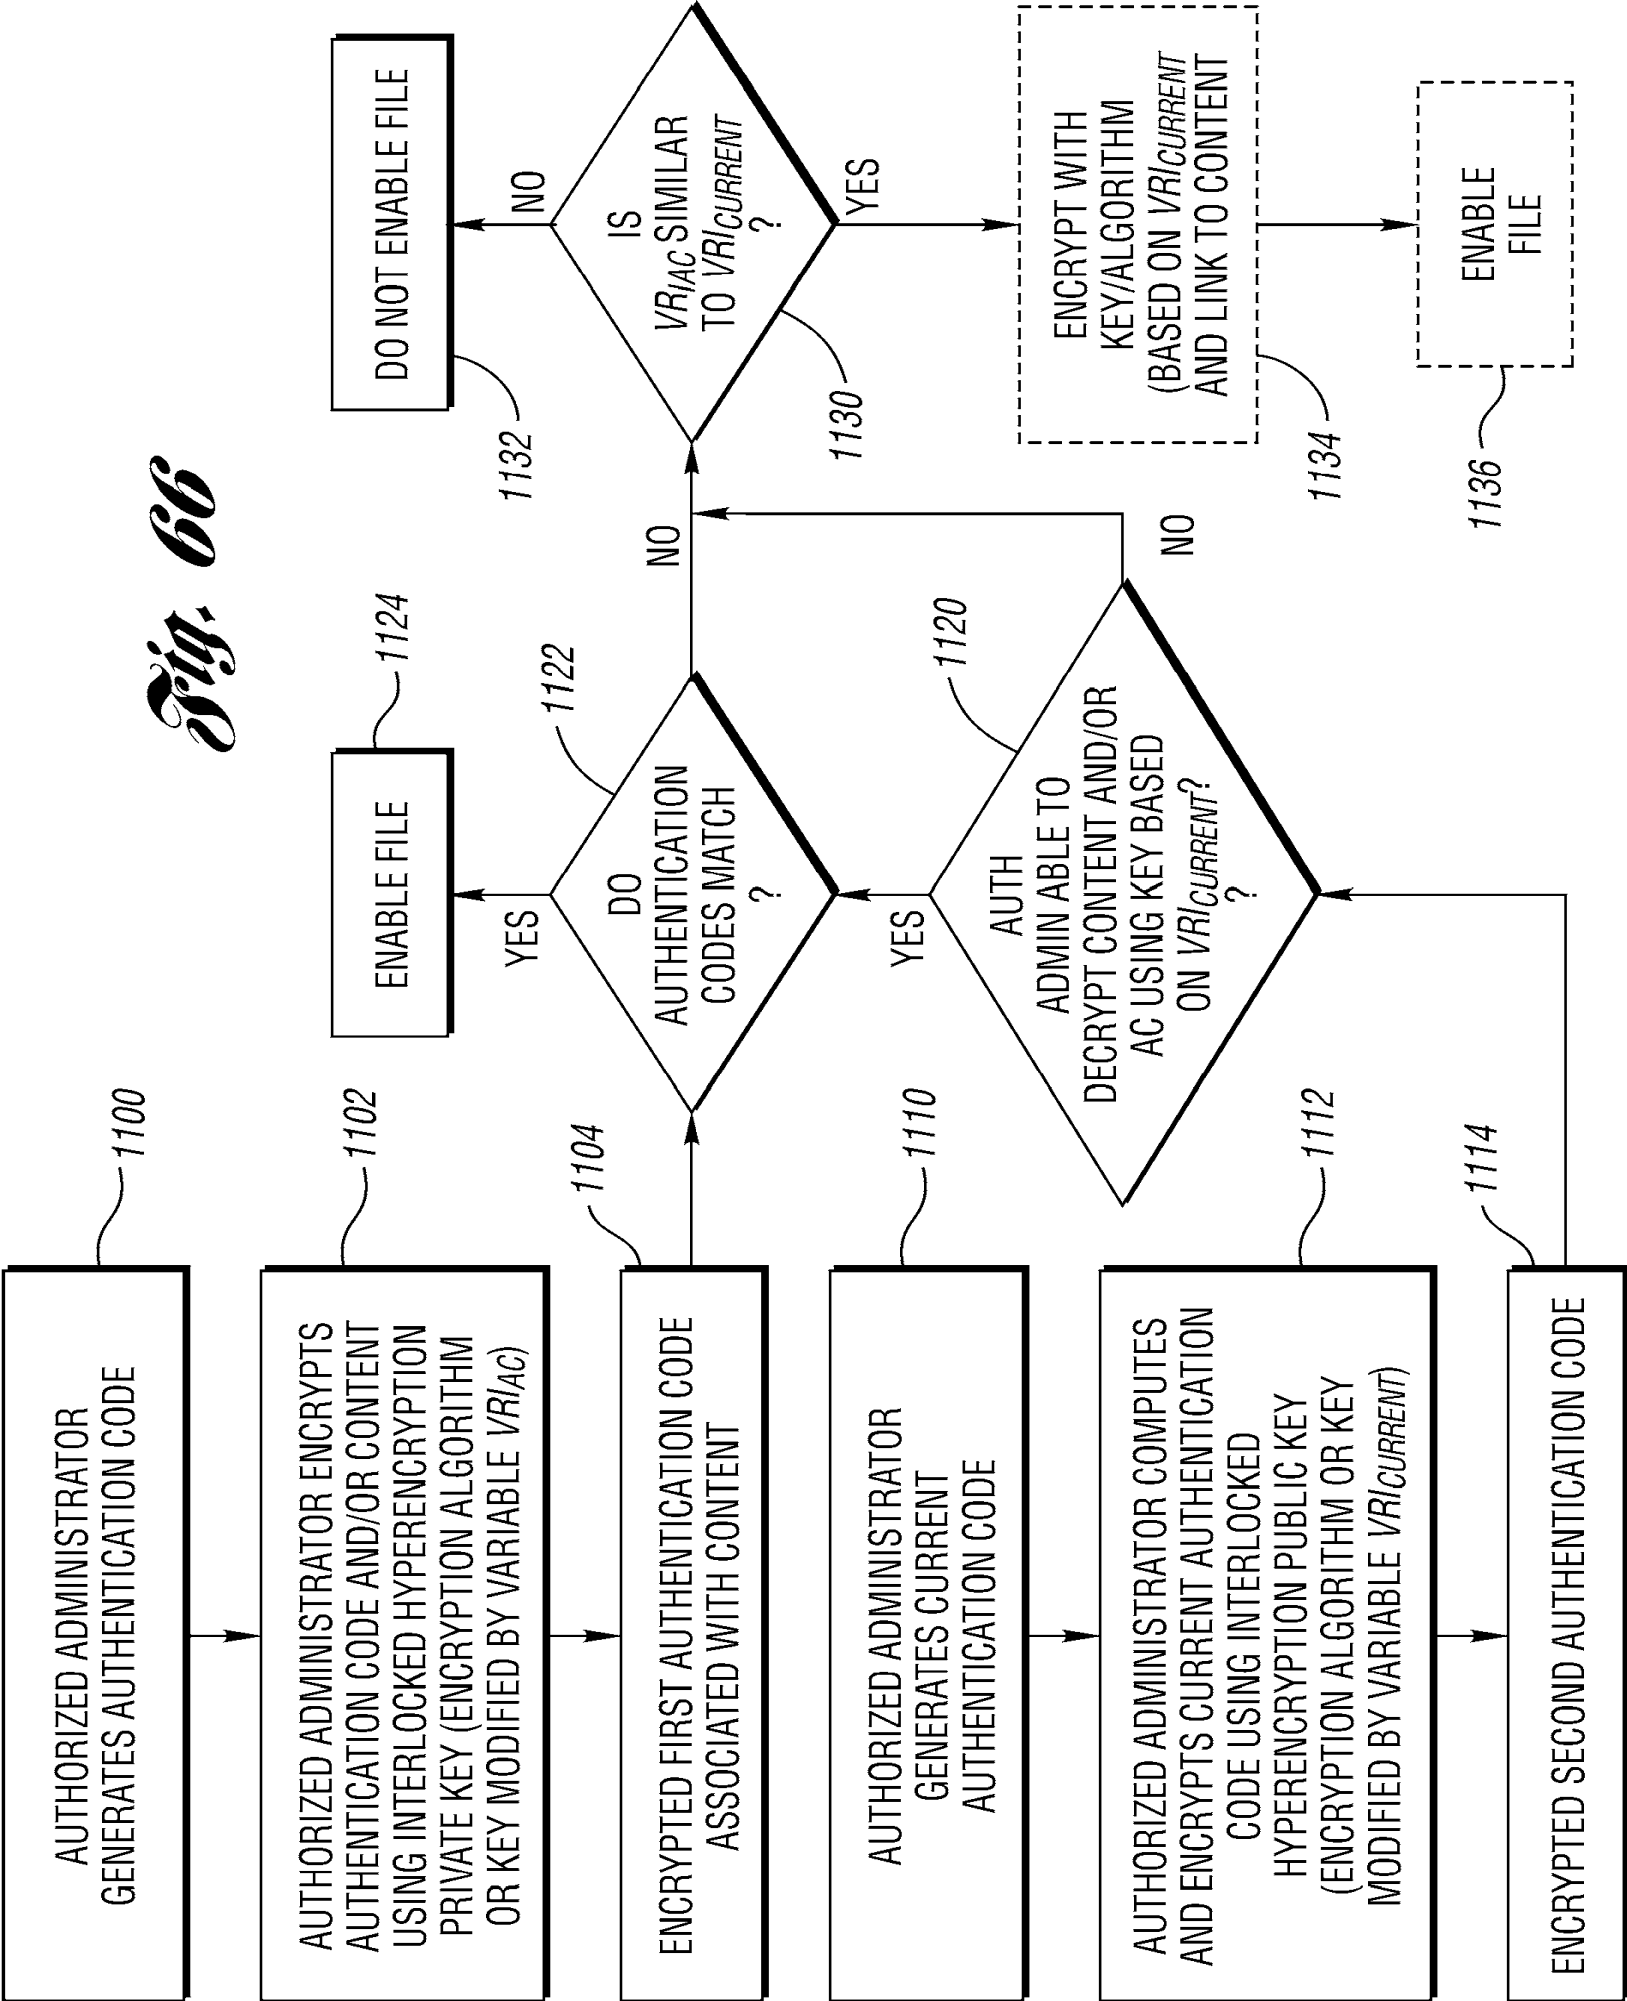 Fig. 66
AUTHORIZED ADMINISTRATOR
GENERATES AUTHENTICATION CODE
1100
AUTHORIZED ADMINISTRATOR ENCRYPTS
AUTHENTICATION CODE AND/OR CONTENT
USING INTERLOCKED HYPERENCRYPTION
PRIVATE KEY (ENCRYPTION ALGORITHM
OR KEY MODIFIED BY VARIABLE VRIAC)
1102
ENCRYPTED FIRST AUTHENTICATION CODE
ASSOCIATED WITH CONTENT
1104
AUTHORIZED ADMINISTRATOR
GENERATES CURRENT
AUTHENTICATION CODE
1110
AUTHORIZED ADMINISTRATOR COMPUTES
AND ENCRYPTS CURRENT AUTHENTICATION
CODE USING INTERLOCKED
HYPERENCRYPTION PUBLIC KEY
(ENCRYPTION ALGORITHM OR KEY
MODIFIED BY VARIABLE VRICURRENT)
1112
ENCRYPTED SECOND AUTHENTICATION CODE
1114
ENABLE FILE
1124
YES
DO
AUTHENTICATION
CODES MATCH
?
1122
NO
YES
AUTH
ADMIN ABLE TO
DECRYPT CONTENT AND/OR
AC USING KEY BASED
ON VRICURRENT?
?
1120
NO
DO NOT ENABLE FILE
1132
NO
IS
VRIAC SIMILAR
TO VRICURRENT
?
1130
YES
ENCRYPT WITH
KEY/ALGORITHM
(BASED ON VRICURRENT
AND LINK TO CONTENT
1134
ENABLE
FILE
1136